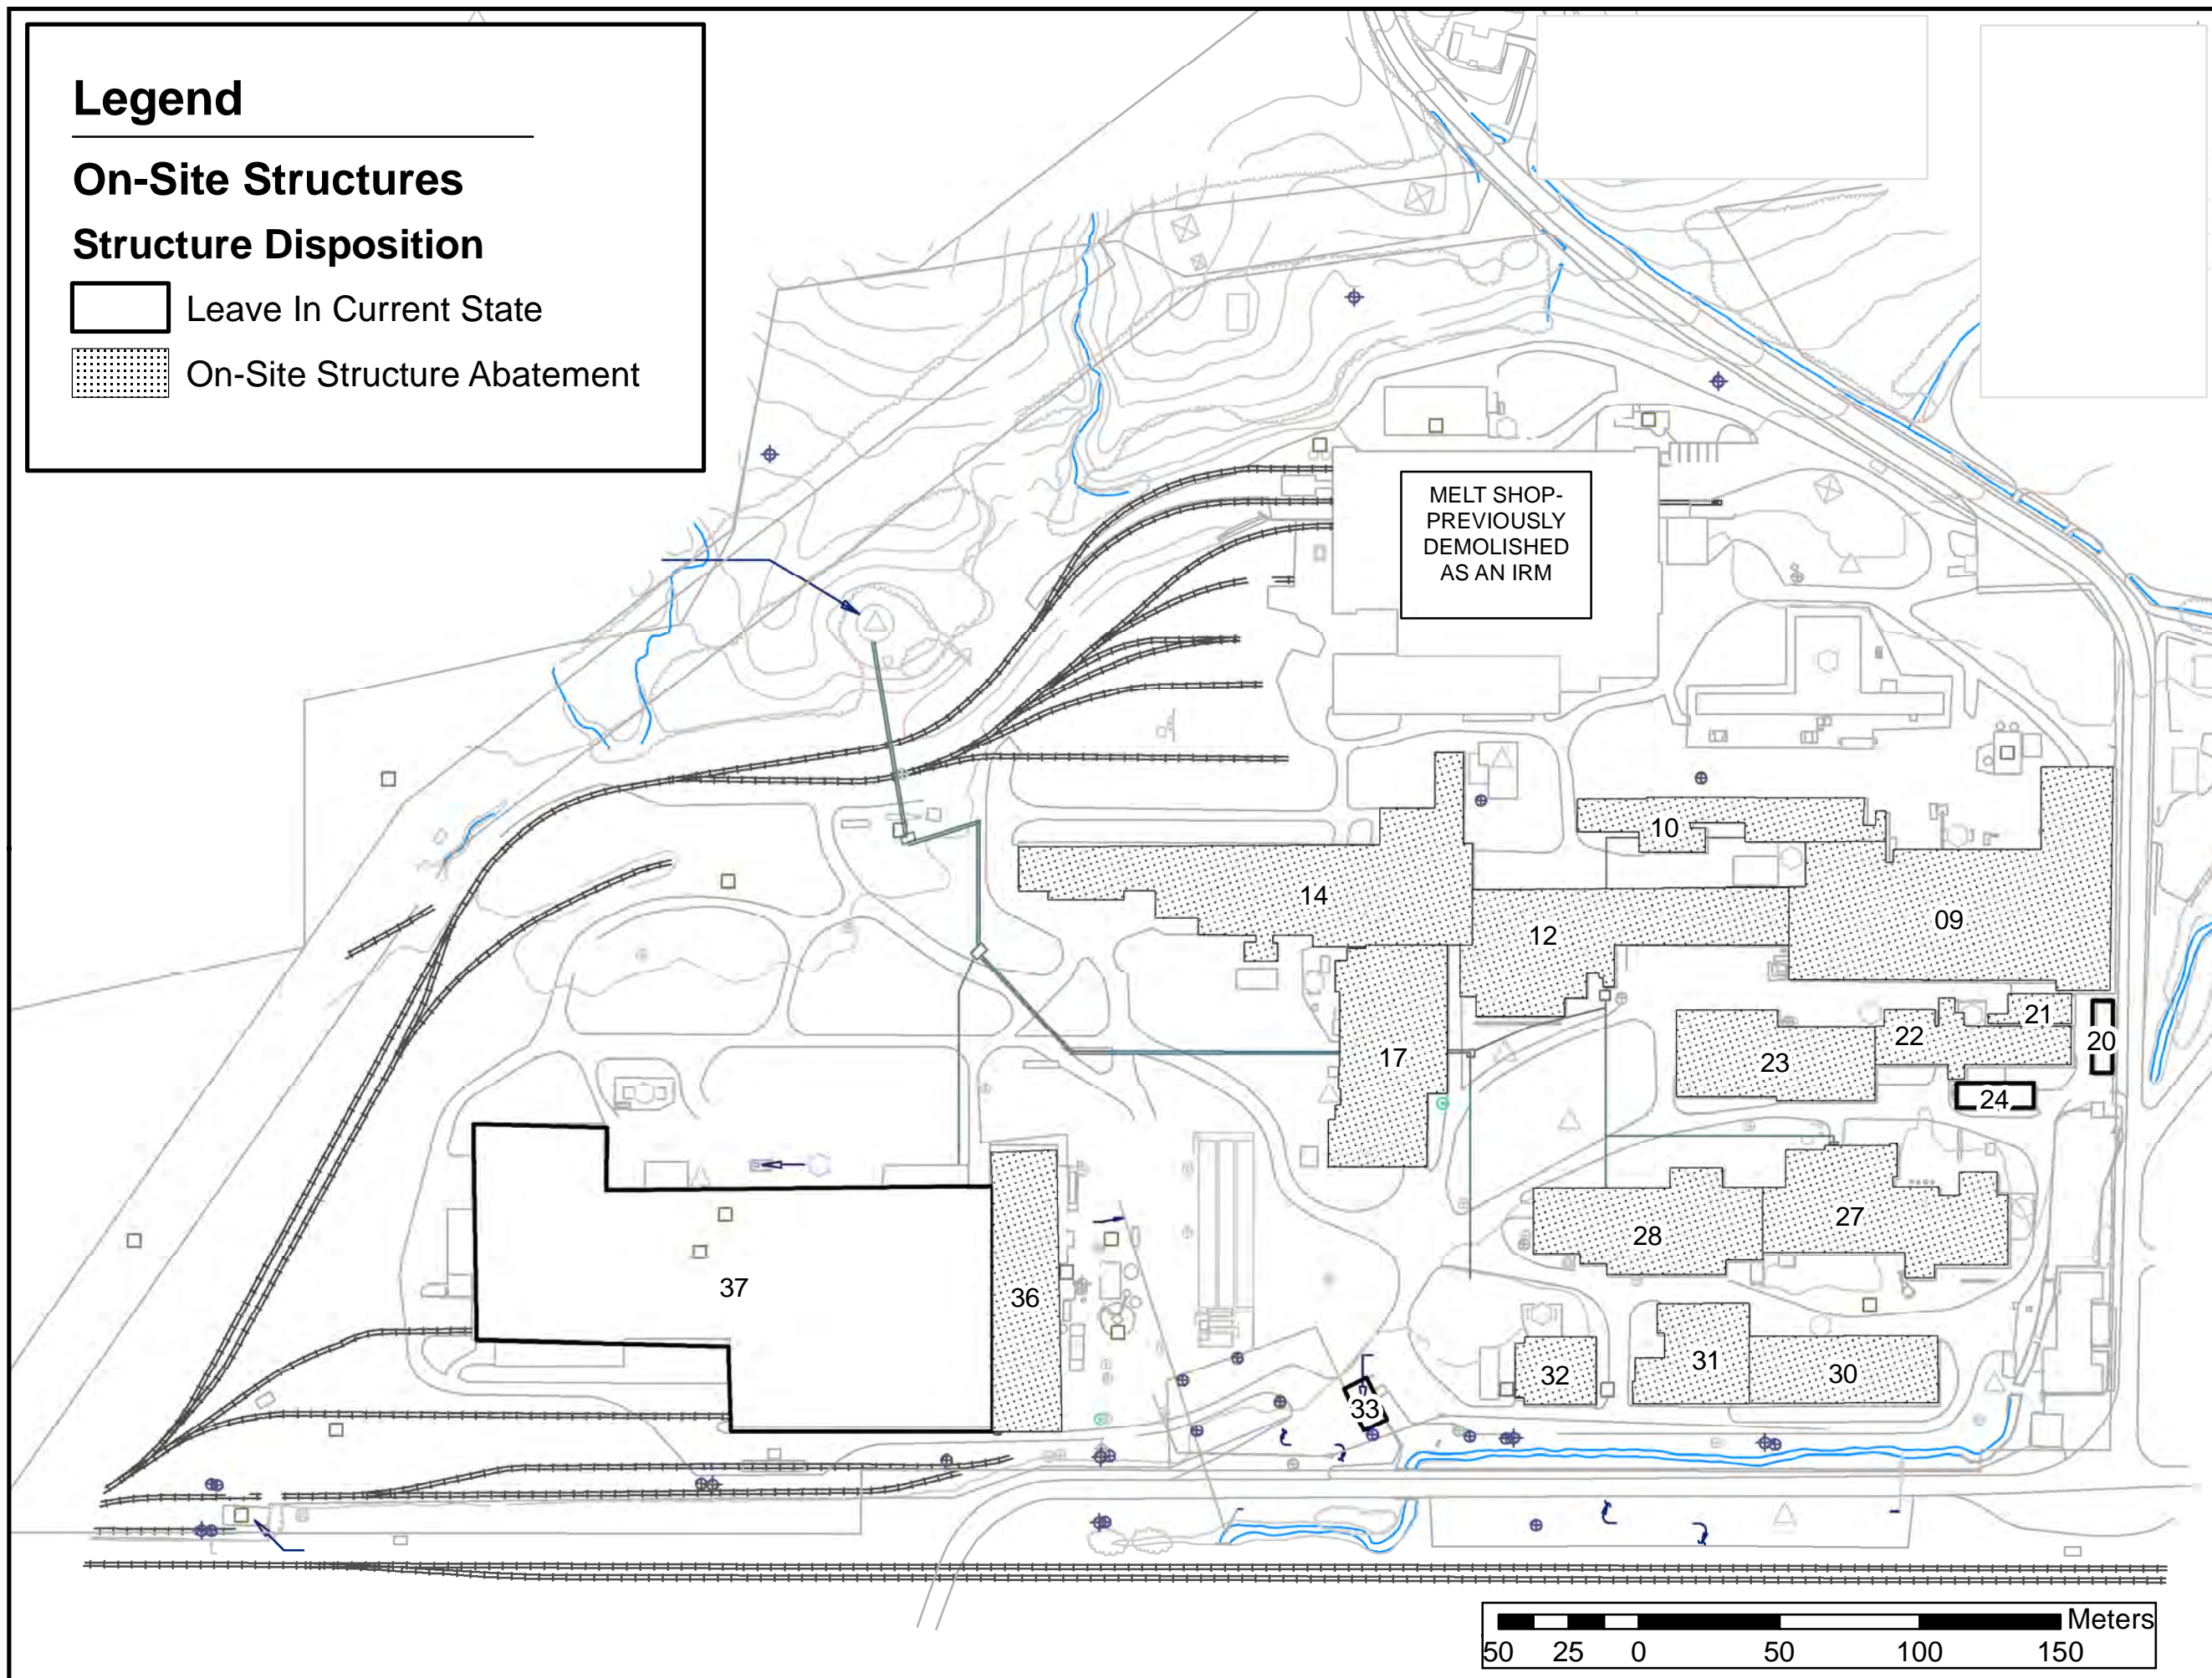 Legend
On-Site Structures
Structure Disposition
Leave In Current State
On-Site Structure Abatement
MELT SHOP-
PREVIOUSLY
DEMOLISHED
AS AN IRM
10
14
09
12
21
22
20
17
23
24
28
27
37
36
32
31
30
33
Meters
50 25 0 50 100 150